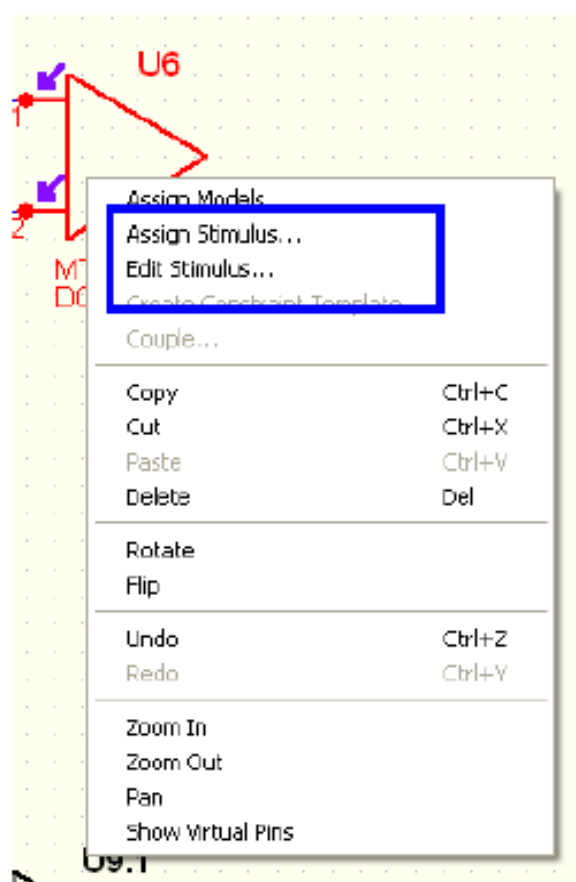 U6
1
2
MT
DC
Assign Models
Assign Stimulus...
Edit Stimulus...
Create Constraint Template
Couple...
Copy Ctrl+C
Cut Ctrl+X
Paste Ctrl+V
Delete Del
Rotate
Flip
Undo Ctrl+Z
Redo Ctrl+Y
Zoom In
Zoom Out
Pan
Show Virtual Pins
U9.1